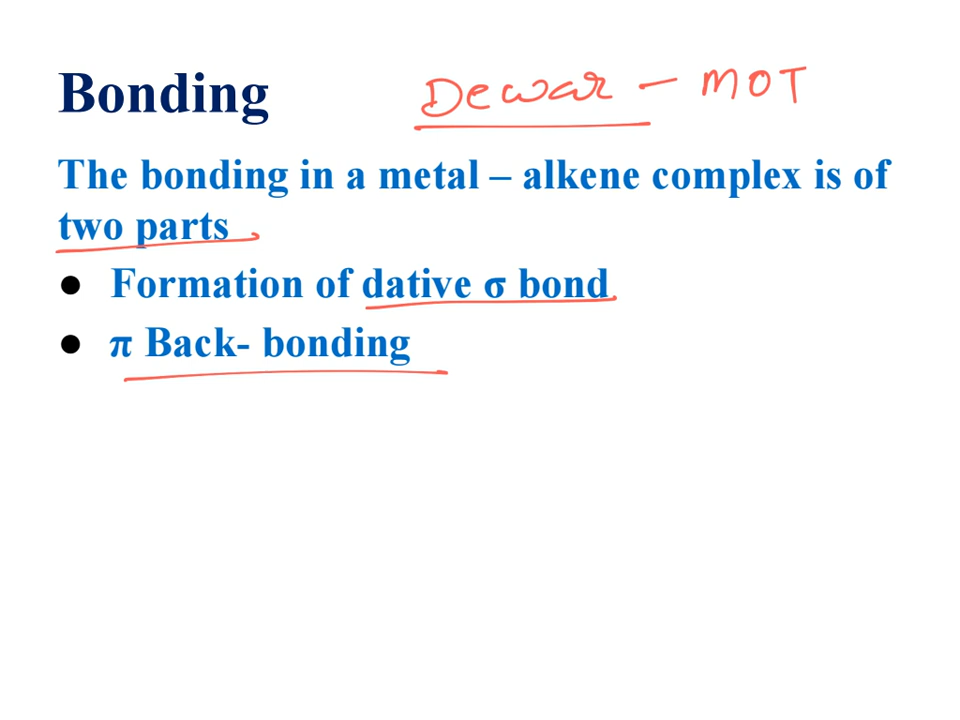 Bonding Dewar - MOT
The bonding in a metal – alkene complex is of
two parts
● Formation of dative σ bond
● π Back- bonding